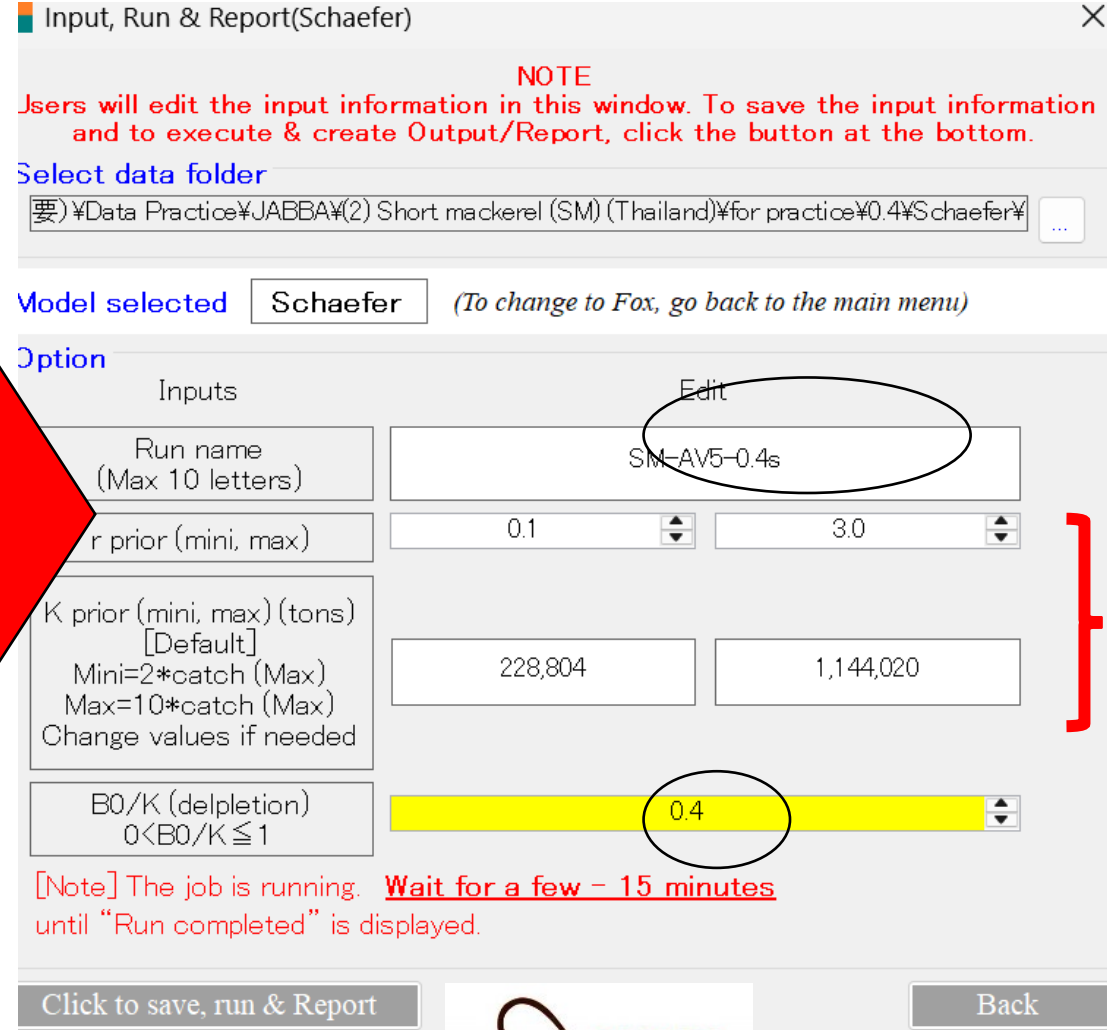 Input, Run & Report(Schaefer)
NOTE
Users will edit the input information in this window. To save the input information
and to execute & create Output/Report, click the button at the bottom.
Select data folder
要)¥Data Practice¥JABBA¥(2) Short mackerel (SM) (Thailand)¥for practice¥0.4¥Schaefer¥ ...
Model selected Schaefer (To change to Fox, go back to the main menu)
Option
Inputs Edit
Run name
(Max 10 letters)
SM-AV5-0.4s
r prior (mini, max) 0.1 3.0
K prior (mini, max) (tons)
[Default]
Mini=2*catch (Max)
Max=10*catch (Max)
Change values if needed
228,804 1,144,020
B0/K (delpletion)
0<B0/K≦1
0.4
[Note] The job is running. Wait for a few - 15 minutes
until “Run completed” is displayed.
Click to save, run & Report Back